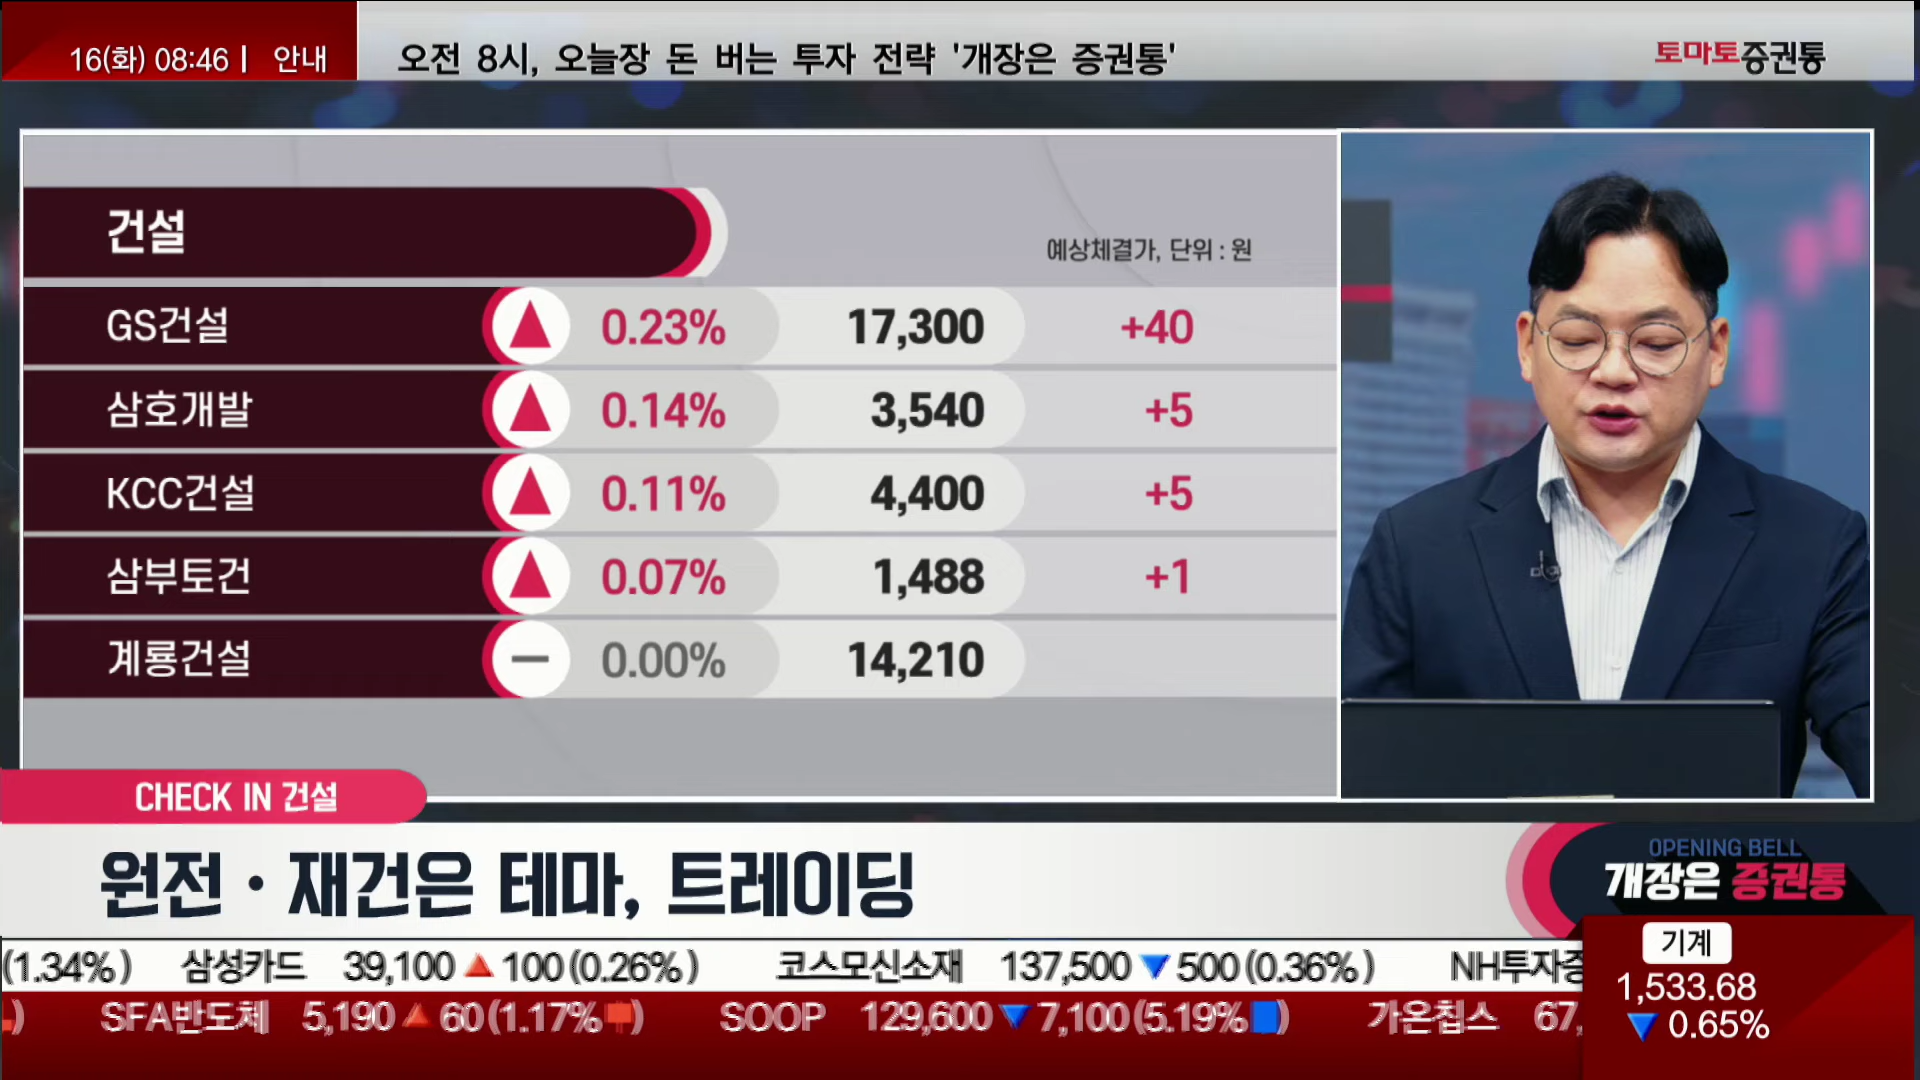 16(화) 08:46 | 안내
오전 8시, 오늘장 돈 버는 투자 전략 '개장은 증권통'
토마토증권통
건설
예상체결가, 단위 : 원
GS건설 ▲ 0.23% 17,300 +40
삼호개발 ▲ 0.14% 3,540 +5
KCC건설 ▲ 0.11% 4,400 +5
삼부토건 ▲ 0.07% 1,488 +1
계룡건설 – 0.00% 14,210
CHECK IN 건설
원전·재건은 테마, 트레이딩
OPENING BELL
개장은 증권통
(1.34%) 삼성카드 39,100 ▲ 100 (0.26%) 코스모신소재 137,500 ▼ 500 (0.36%) NH투자증
) SFA반도체 5,190 ▲ 60 (1.17%) SOOP 129,600 ▼ 7,100 (5.19%) 가온칩스 67,
기계
1,533.68
▼ 0.65%